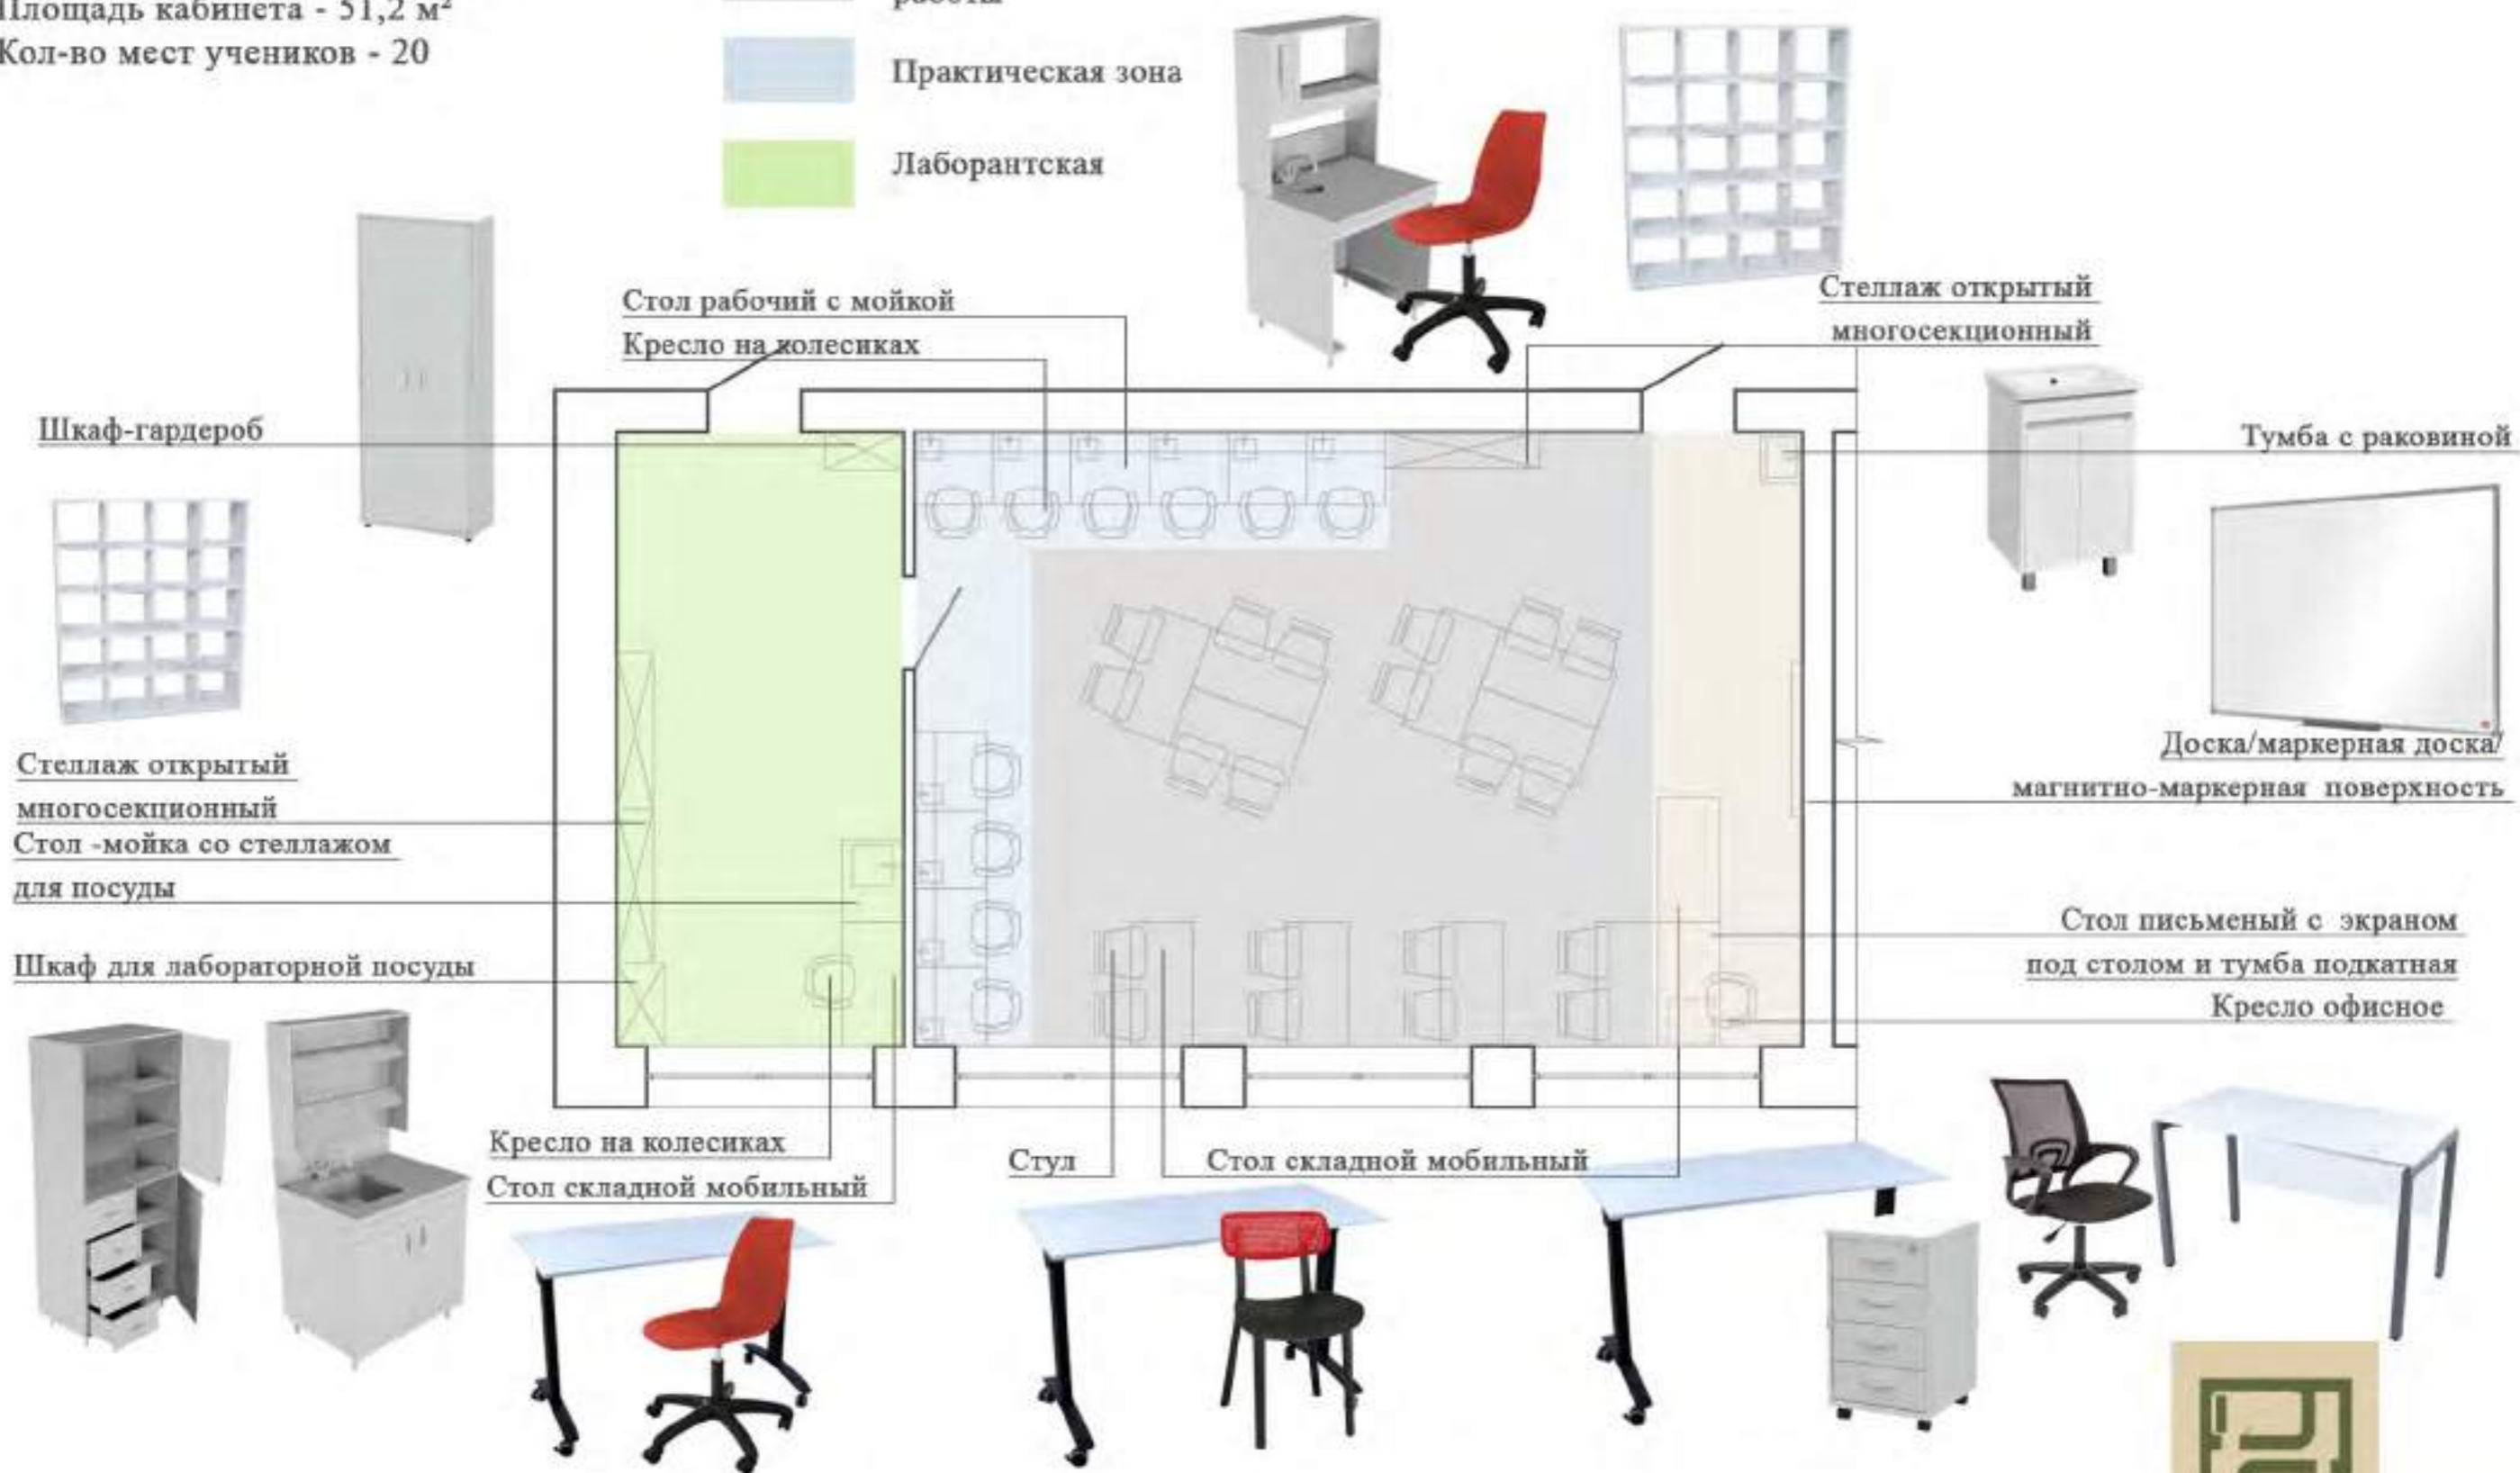 Площадь кабинета - 51,2 м²
Кол-во мест учеников - 20
работы
Практическая зона
Лаборантская
Стол рабочий с мойкой
Кресло на колесиках
Стеллаж открытый
многосекционный
Шкаф-гардероб
Тумба с раковиной
Стеллаж открытый
многосекционный
Стол -мойка со стеллажом
для посуды
Шкаф для лабораторной посуды
Доска/маркерная доска/
магнитно-маркерная поверхность
Стол письменый с экраном
под столом и тумба подкатная
Кресло офисное
Кресло на колесиках
Стол складной мобильный
Стул
Стол складной мобильный